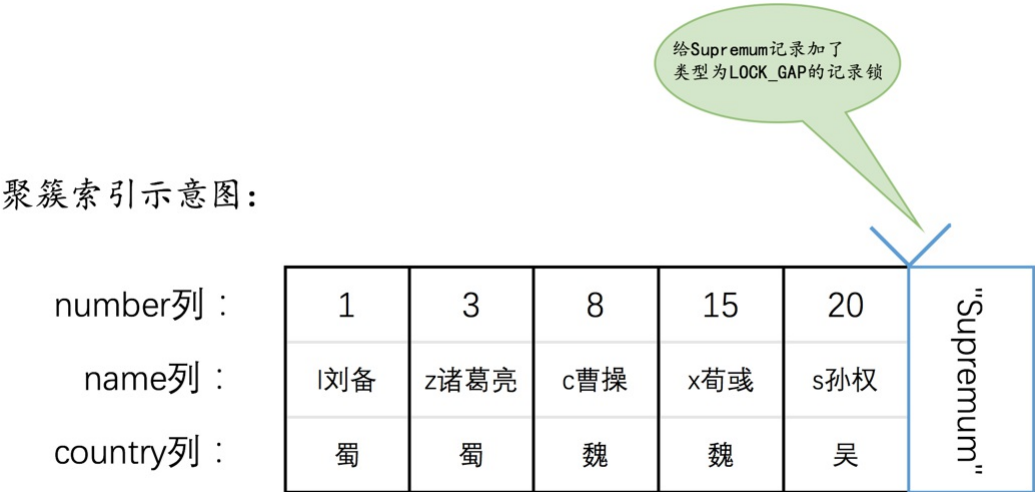 给Supremum记录加了
类型为LOCK_GAP的记录锁
聚簇索引示意图：
number列： 1 3 8 15 20 "Supremum"
name列： l刘备 z诸葛亮 c曹操 x荀彧 s孙权
country列： 蜀 蜀 魏 魏 吴